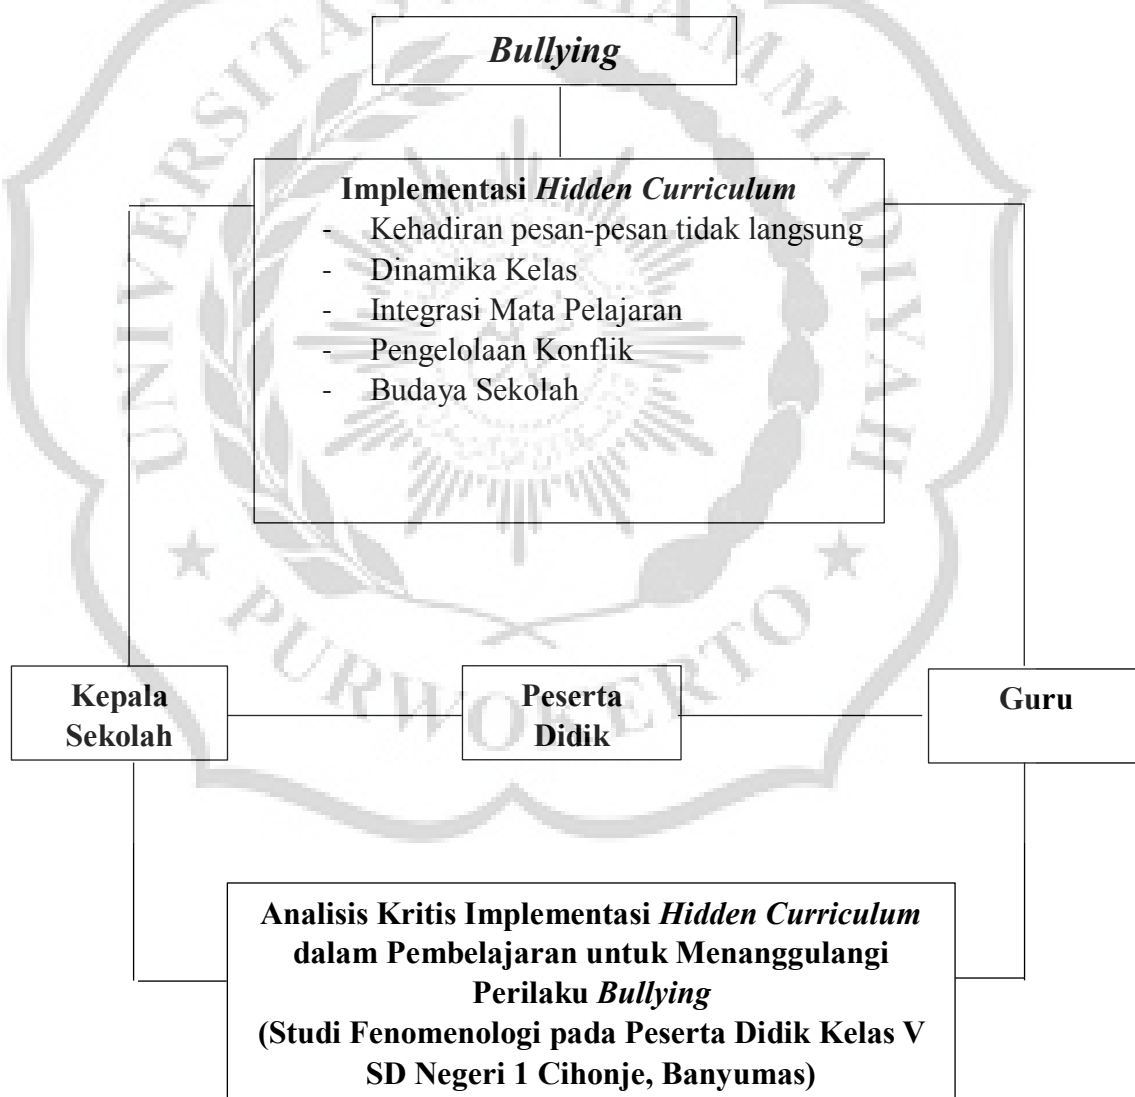 Bullying
Implementasi Hidden Curriculum
- Kehadiran pesan-pesan tidak langsung
- Dinamika Kelas
- Integrasi Mata Pelajaran
- Pengelolaan Konflik
- Budaya Sekolah
Kepala
Sekolah
Peserta
Didik
Guru
Analisis Kritis Implementasi Hidden Curriculum
dalam Pembelajaran untuk Menanggulangi
Perilaku Bullying
(Studi Fenomenologi pada Peserta Didik Kelas V
SD Negeri 1 Cihonje, Banyumas)
PURWOKERTO